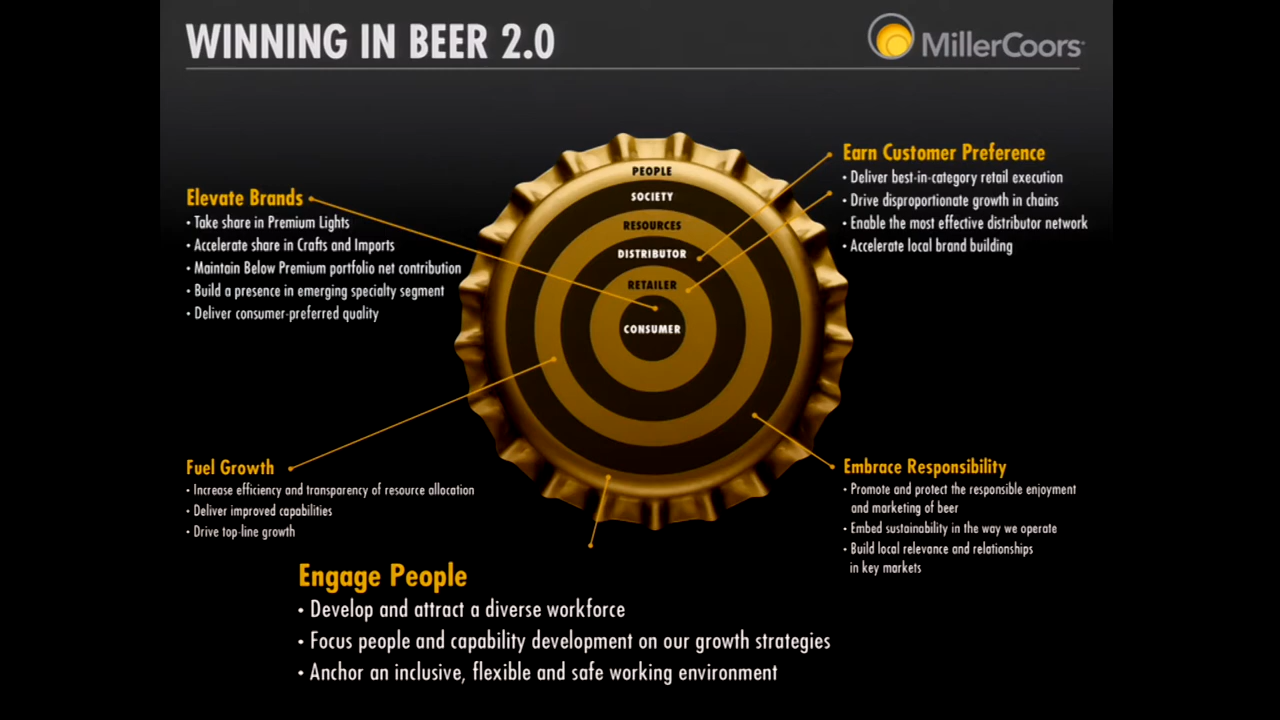 WINNING IN BEER 2.0
MillerCoors
Elevate Brands
• Take share in Premium Lights
• Accelerate share in Crafts and Imports
• Maintain Below Premium portfolio net contribution
• Build a presence in emerging specialty segment
• Deliver consumer-preferred quality
PEOPLE
SOCIETY
RESOURCES
DISTRIBUTOR
RETAILER
CONSUMER
Earn Customer Preference
• Deliver best-in-category retail execution
• Drive disproportionate growth in chains
• Enable the most effective distributor network
• Accelerate local brand building
Fuel Growth
• Increase efficiency and transparency of resource allocation
• Deliver improved capabilities
• Drive top-line growth
Embrace Responsibility
• Promote and protect the responsible enjoyment
and marketing of beer
• Embed sustainability in the way we operate
• Build local relevance and relationships
in key markets
Engage People
• Develop and attract a diverse workforce
• Focus people and capability development on our growth strategies
• Anchor an inclusive, flexible and safe working environment